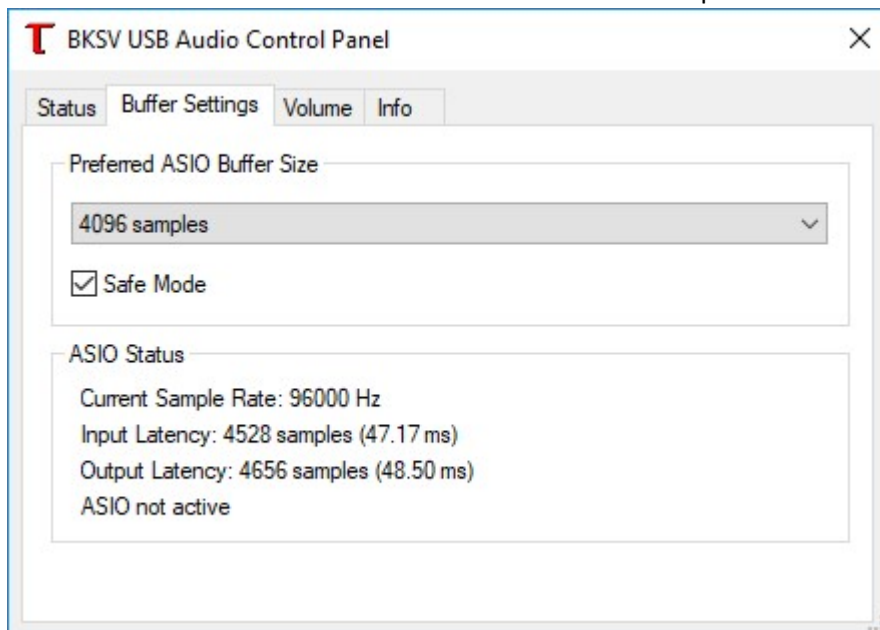 BKSV USB Audio Control Panel
Status Buffer Settings Volume Info
Preferred ASIO Buffer Size
4096 samples
Safe Mode
ASIO Status
Current Sample Rate: 96000 Hz
Input Latency: 4528 samples (47.17 ms)
Output Latency: 4656 samples (48.50 ms)
ASIO not active